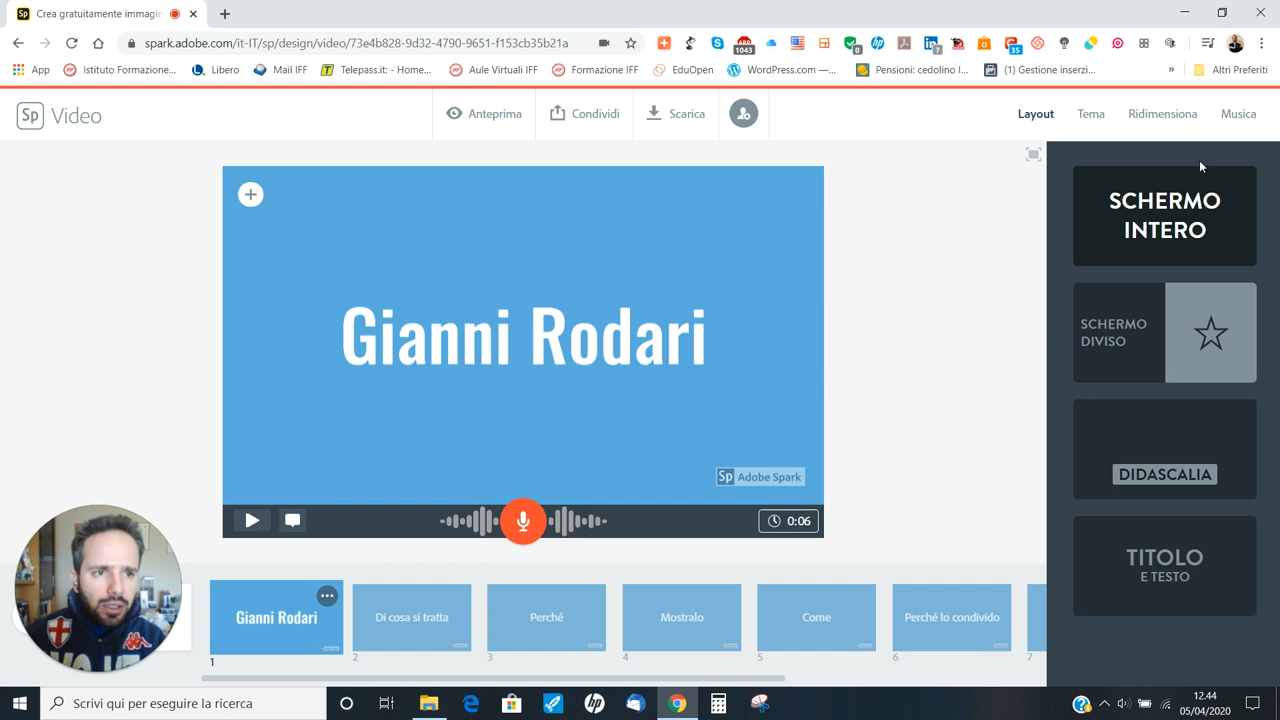 Crea gratuitamente immagin
spark.adobe.com/it-IT/sp/design/video/73e4b828-9d32-4790-9651-f153cb35b21a
1043
0
?
35
App
Istituto Formazione...
Libero
Mail IFF
Telepass.it: - Home...
Aule Virtuali IFF
Formazione IFF
EduOpen
WordPress.com —...
Pensioni: cedolino l...
(1) Gestione inserzi...
»
Altri Preferiti
Sp Video
Anteprima
Condividi
Scarica
Layout
Tema
Ridimensiona
Musica
Gianni Rodari
Sp Adobe Spark
0:06
SCHERMO
INTERO
SCHERMO
DIVISO
DIDASCALIA
TITOLO
E TESTO
Gianni Rodari
Di cosa si tratta
Perché
Mostralo
Come
Perché lo condivido
1
2
3
4
5
6
7
Scrivi qui per eseguire la ricerca
12.44
05/04/2020